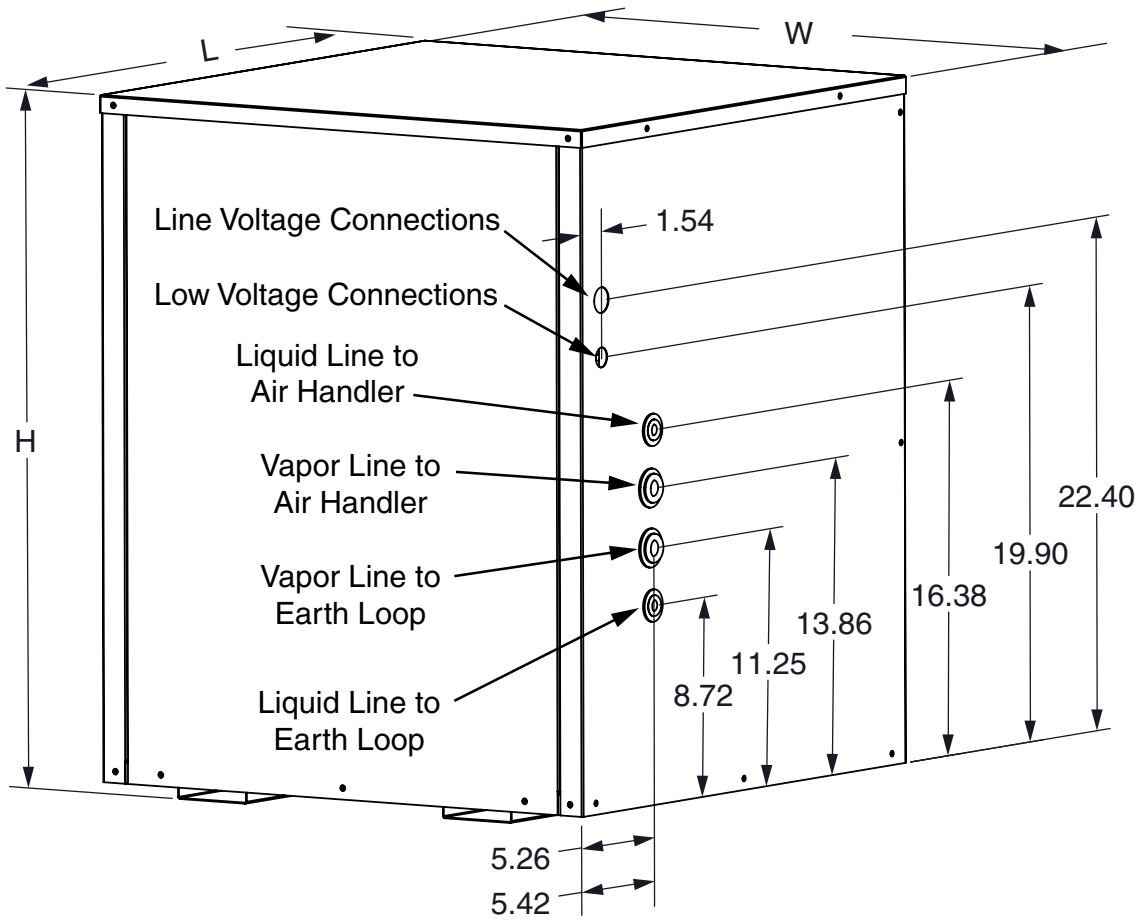 L
W
H
Line Voltage Connections
1.54
Low Voltage Connections
Liquid Line to
Air Handler
Vapor Line to
Air Handler
Vapor Line to
Earth Loop
Liquid Line to
Earth Loop
22.40
19.90
16.38
13.86
11.25
8.72
5.26
5.42